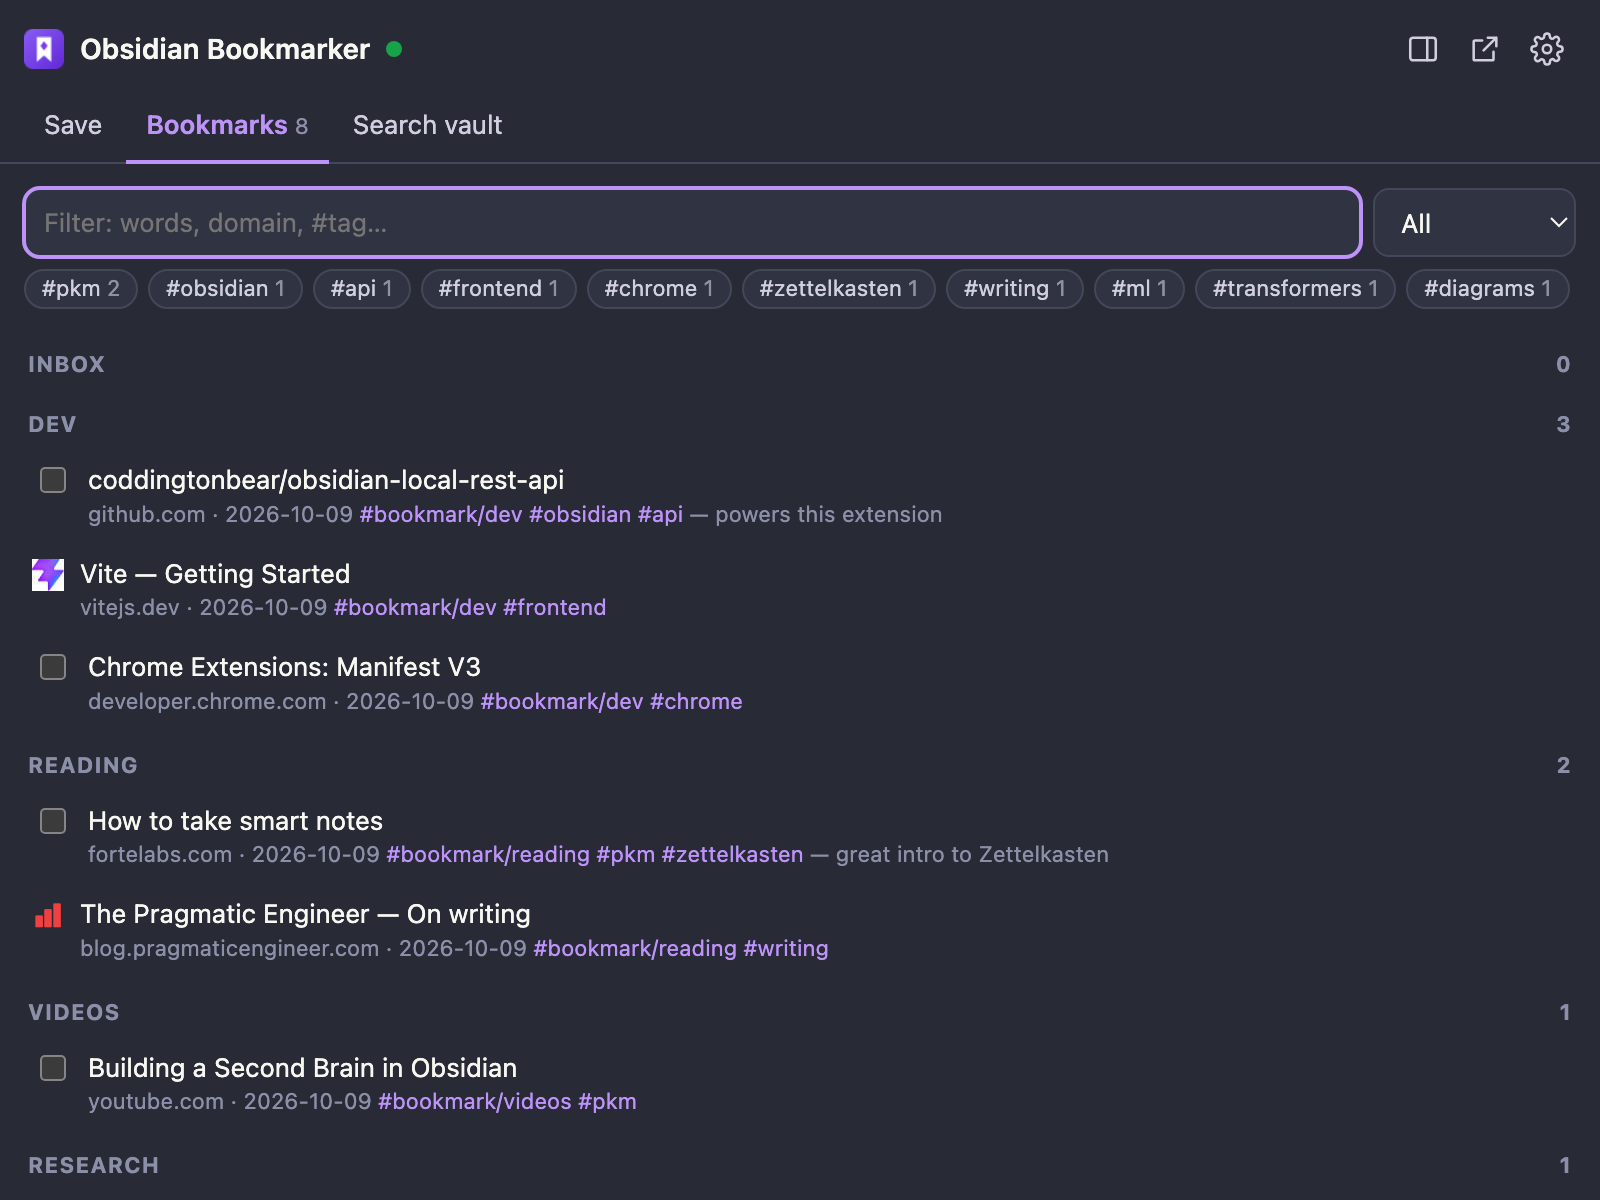 Obsidian Bookmarker
Save Bookmarks 8 Search vault
Filter: words, domain, #tag... All
#pkm 2 #obsidian 1 #api 1 #frontend 1 #chrome 1 #zettelkasten 1 #writing 1 #ml 1 #transformers 1 #diagrams 1
INBOX 0
DEV 3
coddingtonbear/obsidian-local-rest-api
github.com · 2026-10-09 #bookmark/dev #obsidian #api — powers this extension
Vite — Getting Started
vitejs.dev · 2026-10-09 #bookmark/dev #frontend
Chrome Extensions: Manifest V3
developer.chrome.com · 2026-10-09 #bookmark/dev #chrome
READING 2
How to take smart notes
fortelabs.com · 2026-10-09 #bookmark/reading #pkm #zettelkasten — great intro to Zettelkasten
The Pragmatic Engineer — On writing
blog.pragmaticengineer.com · 2026-10-09 #bookmark/reading #writing
VIDEOS 1
Building a Second Brain in Obsidian
youtube.com · 2026-10-09 #bookmark/videos #pkm
RESEARCH 1